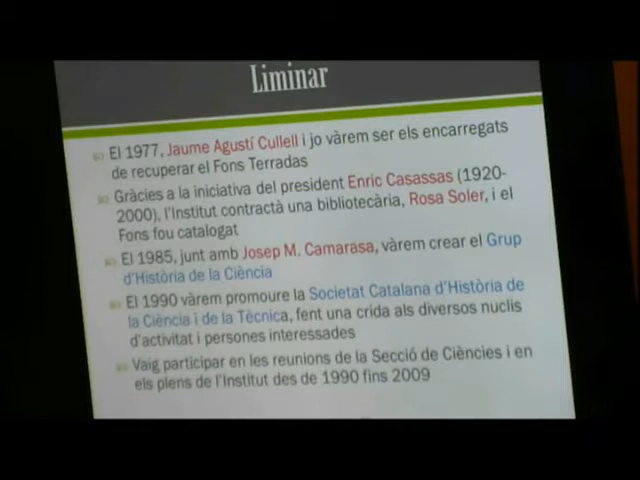 Liminar
El 1977, Jaume Agustí Cullell i jo vàrem ser els encarregats
de recuperar el Fons Terradas
Gràcies a la iniciativa del president Enric Casassas (1920-
2000), l'Institut contractà una bibliotecària, Rosa Soler, i el
Fons fou catalogat
El 1985, junt amb Josep M. Camarasa, vàrem crear el Grup
d'Història de la Ciència
El 1990 vàrem promoure la Societat Catalana d'Història de
la Ciència i de la Tècnica, fent una crida als diversos nuclis
d'activitat i persones interessades
Vaig participar en les reunions de la Secció de Ciències i en
els plens de l'Institut des de 1990 fins 2009